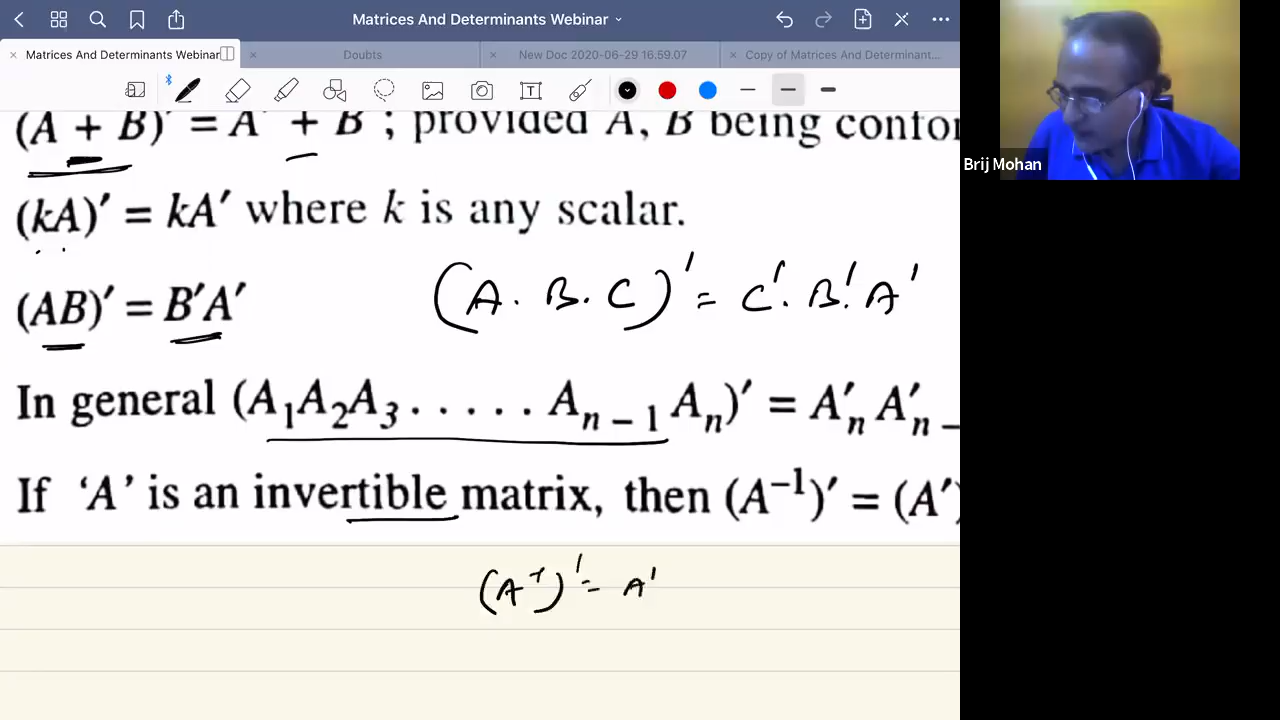 Matrices And Determinants Webinar
Matrices And Determinants Webinar
Doubts
New Doc 2020-06-29 16.59.07
Copy of Matrices And Determinant...
Brij Mohan
(A + B)′ = A′ + B′ ; provided A, B being confor
(kA)′ = kA′ where k is any scalar.
(AB)′ = B′A′
(A . B . C)′ = C′ . B′ . A′
In general (A₁A₂A₃ . . . . . Aₙ₋₁ Aₙ)′ = A′ₙ A′ₙ₋
If ‘A’ is an invertible matrix, then (A⁻¹)′ = (A′)
(A⁻¹)′ = A′